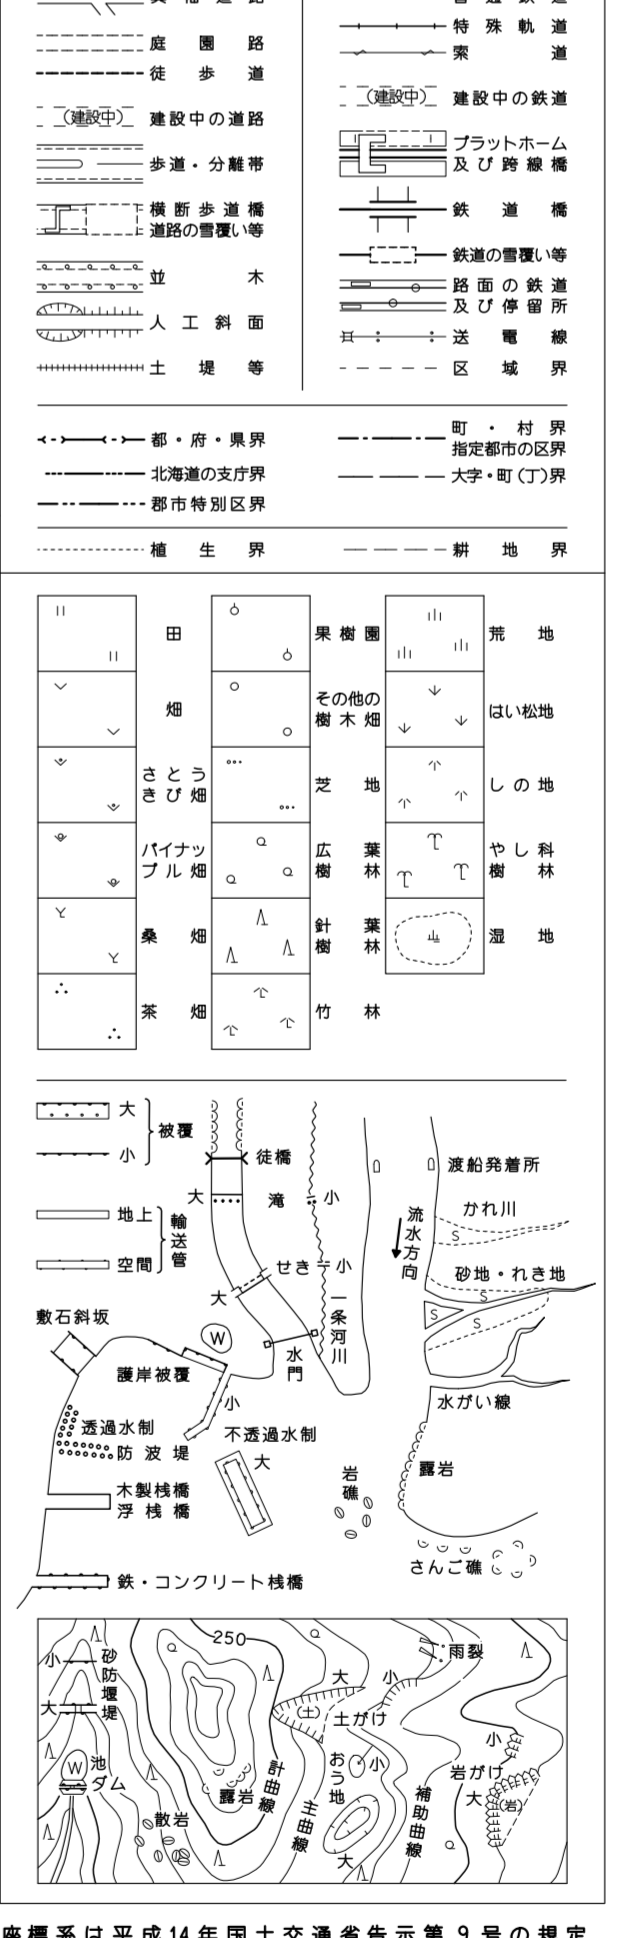 庭園路
徒歩道
(建設中) 建設中の道路
歩道・分離帯
横断歩道橋
道路の雪覆い等
並木
人工斜面
土堤等
特殊軌道
索道
(建設中) 建設中の鉄道
プラットホーム
及び跨線橋
鉄道橋
鉄道の雪覆い等
路面の鉄道
及び停留所
送電線
区域界
都・府・県界
北海道の支庁界
郡市特別区界
町・村界
指定都市の区界
大字・町(丁)界
植生界
耕地界
田
畑
さとう
きび畑
パイナッ
プル畑
桑畑
茶畑
果樹園
その他の
樹木畑
芝地
広葉
樹林
針葉
樹林
竹林
荒地
はい松地
しの地
やし科
樹林
湿地
大
小
被覆
地上
空間
輸送管
徒橋
大 滝 小
せき 小
大
水門
一条河川
渡船発着所
流水方向
かれ川
S
砂地・れき地
S
S
S
水がい線
敷石斜坂
W
護岸被覆
小
不透過水制
大
透過水制
防波堤
木製桟橋
浮桟橋
鉄・コンクリート桟橋
岩礁
露岩
さんご礁
小
大
砂防堰堤
W
池
ダム
250
露岩
散岩
計曲線
主曲線
大
小
(土)
土がけ
おう地
小
大
補助曲線
雨裂
小
岩がけ
大
(岩)
座標系は平成14年国土交通省告示第9号の規定